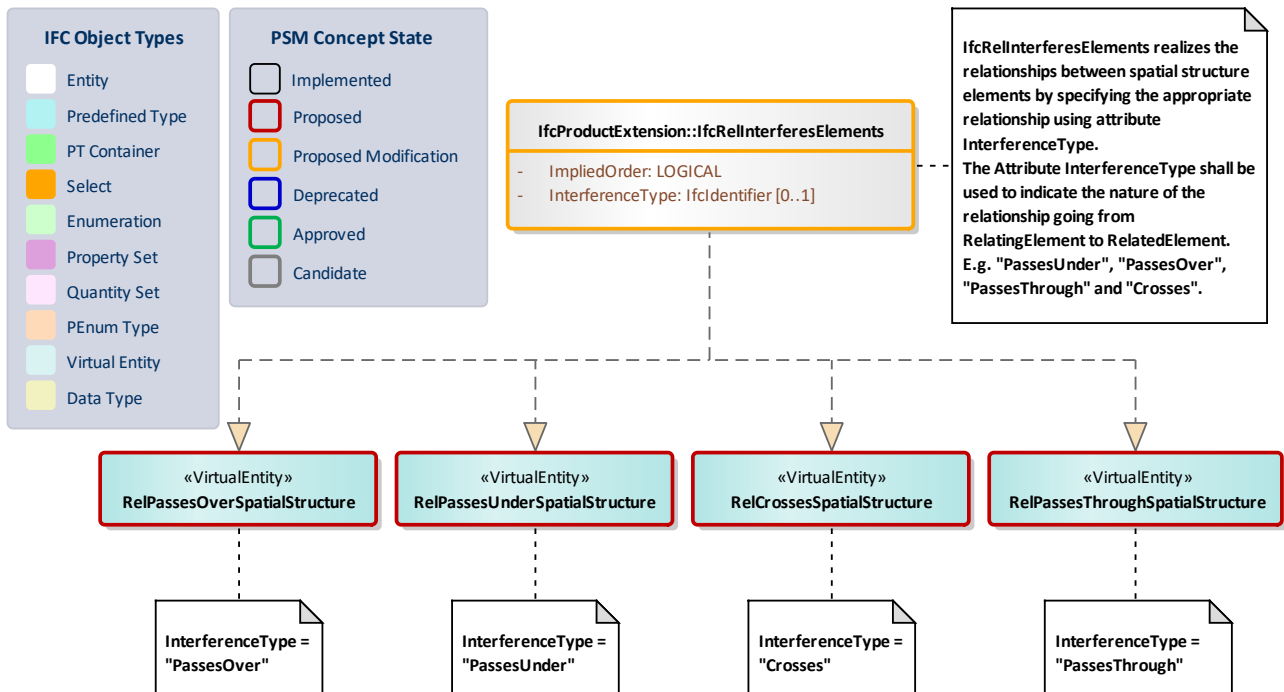 IFC Object Types
Entity
Predefined Type
PT Container
Select
Enumeration
Property Set
Quantity Set
PEnum Type
Virtual Entity
Data Type
PSM Concept State
Implemented
Proposed
Proposed Modification
Deprecated
Approved
Candidate
IfcProductExtension::IfcRelInterferesElements
- ImpliedOrder: LOGICAL
- InterferenceType: IfcIdentifier [0..1]
IfcRelInterferesElements realizes the
relationships between spatial structure
elements by specifying the appropriate
relationship using attribute
InterferenceType.
The Attribute InterferenceType shall be
used to indicate the nature of the
relationship going from
RelatingElement to RelatedElement.
E.g. "PassesUnder", "PassesOver",
"PassesThrough" and "Crosses".
«VirtualEntity»
RelPassesOverSpatialStructure
«VirtualEntity»
RelPassesUnderSpatialStructure
«VirtualEntity»
RelCrossesSpatialStructure
«VirtualEntity»
RelPassesThroughSpatialStructure
InterferenceType =
"PassesOver"
InterferenceType =
"PassesUnder"
InterferenceType =
"Crosses"
InterferenceType =
"PassesThrough"